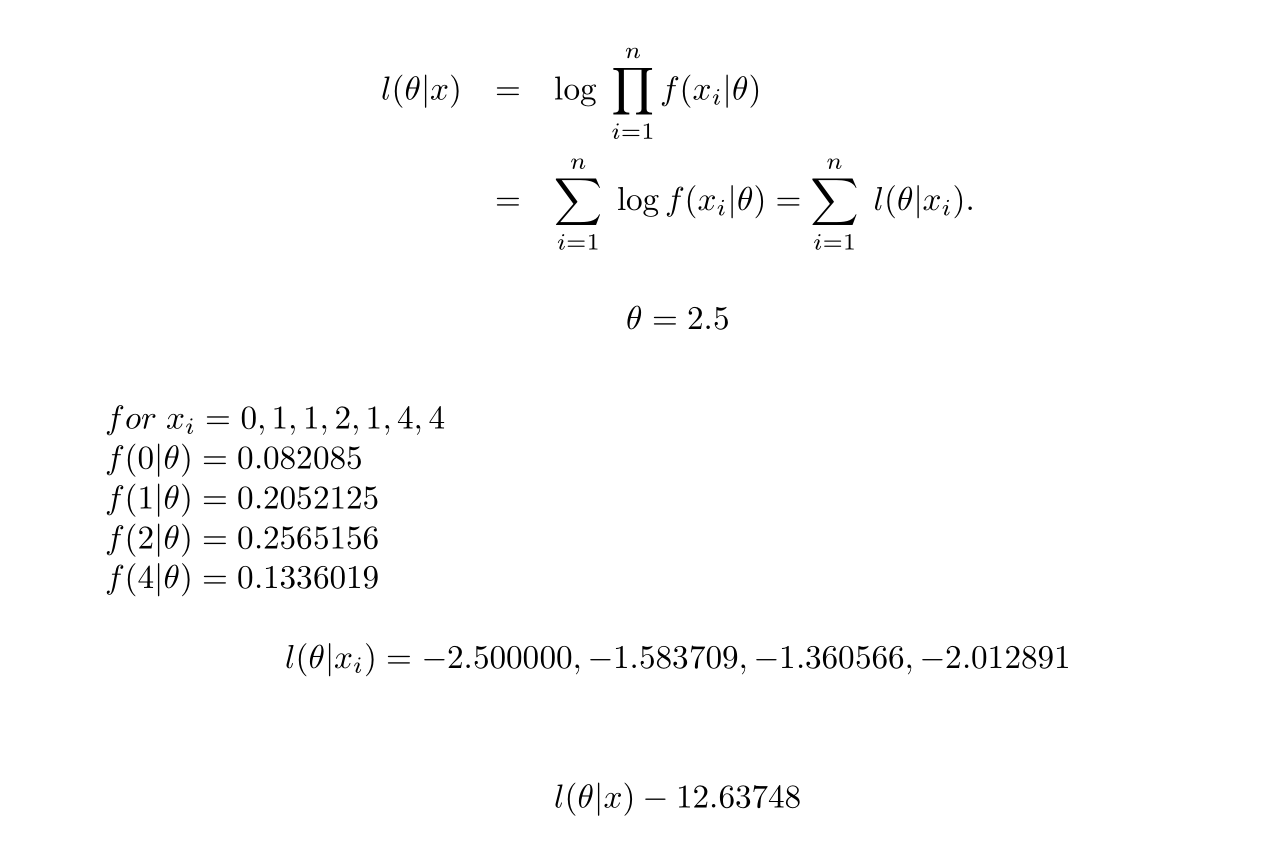 l(θ|x) = log ∏_{i=1}^{n} f(x_i|θ)
= ∑_{i=1}^{n} log f(x_i|θ) = ∑_{i=1}^{n} l(θ|x_i).
θ = 2.5
for x_i = 0, 1, 1, 2, 1, 4, 4
f(0|θ) = 0.082085
f(1|θ) = 0.2052125
f(2|θ) = 0.2565156
f(4|θ) = 0.1336019
l(θ|x_i) = −2.500000, −1.583709, −1.360566, −2.012891
l(θ|x) − 12.63748